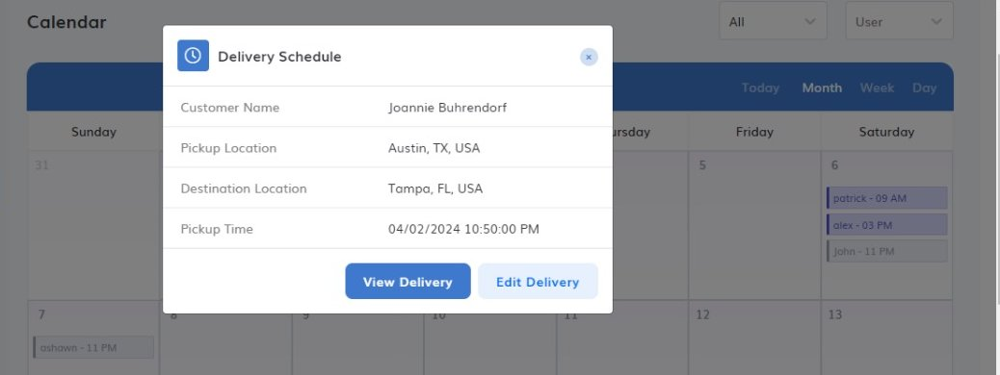 Calendar
All
User
Delivery Schedule
×
Today Month Week Day
Customer Name Joannie Buhrendorf
Sunday ursday Friday Saturday
Pickup Location Austin, TX, USA
31 5 6
Destination Location Tampa, FL, USA
patrick - 09 AM
alex - 03 PM
Pickup Time 04/02/2024 10:50:00 PM
John - 11 PM
View Delivery Edit Delivery
7 8 9 10 11 12 13
ashawn - 11 PM